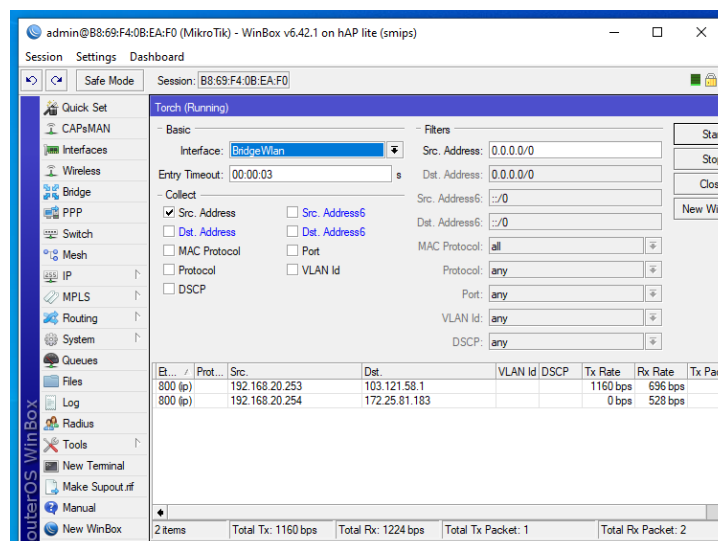 admin@B8:69:F4:0B:EA:F0 (MikroTik) - WinBox v6.42.1 on hAP lite (smips)
Session Settings Dashboard
Safe Mode Session: B8:69:F4:0B:EA:F0
Quick Set
CAPsMAN
Interfaces
Wireless
Bridge
PPP
Switch
Mesh
IP
MPLS
Routing
System
Queues
Files
Log
Radius
Tools
New Terminal
Make Supout.rif
Manual
New WinBox
outerOS WinBox
Torch (Running)
Basic
Interface: BridgeWlan
Entry Timeout: 00:00:03 s
Collect
Src. Address Src. Address6
Dst. Address Dst. Address6
MAC Protocol Port
Protocol VLAN Id
DSCP
Filters
Src. Address: 0.0.0.0/0
Dst. Address: 0.0.0.0/0
Src. Address6: ::/0
Dst. Address6: ::/0
MAC Protocol: all
Protocol: any
Port: any
VLAN Id: any
DSCP: any
Sta
Sto
Clos
New Wi
Et... Prot... Src. Dst. VLAN Id DSCP Tx Rate Rx Rate Tx Pac
800 (ip) 192.168.20.253 103.121.58.1 1160 bps 696 bps
800 (ip) 192.168.20.254 172.25.81.183 0 bps 528 bps
2 items Total Tx: 1160 bps Total Rx: 1224 bps Total Tx Packet: 1 Total Rx Packet: 2